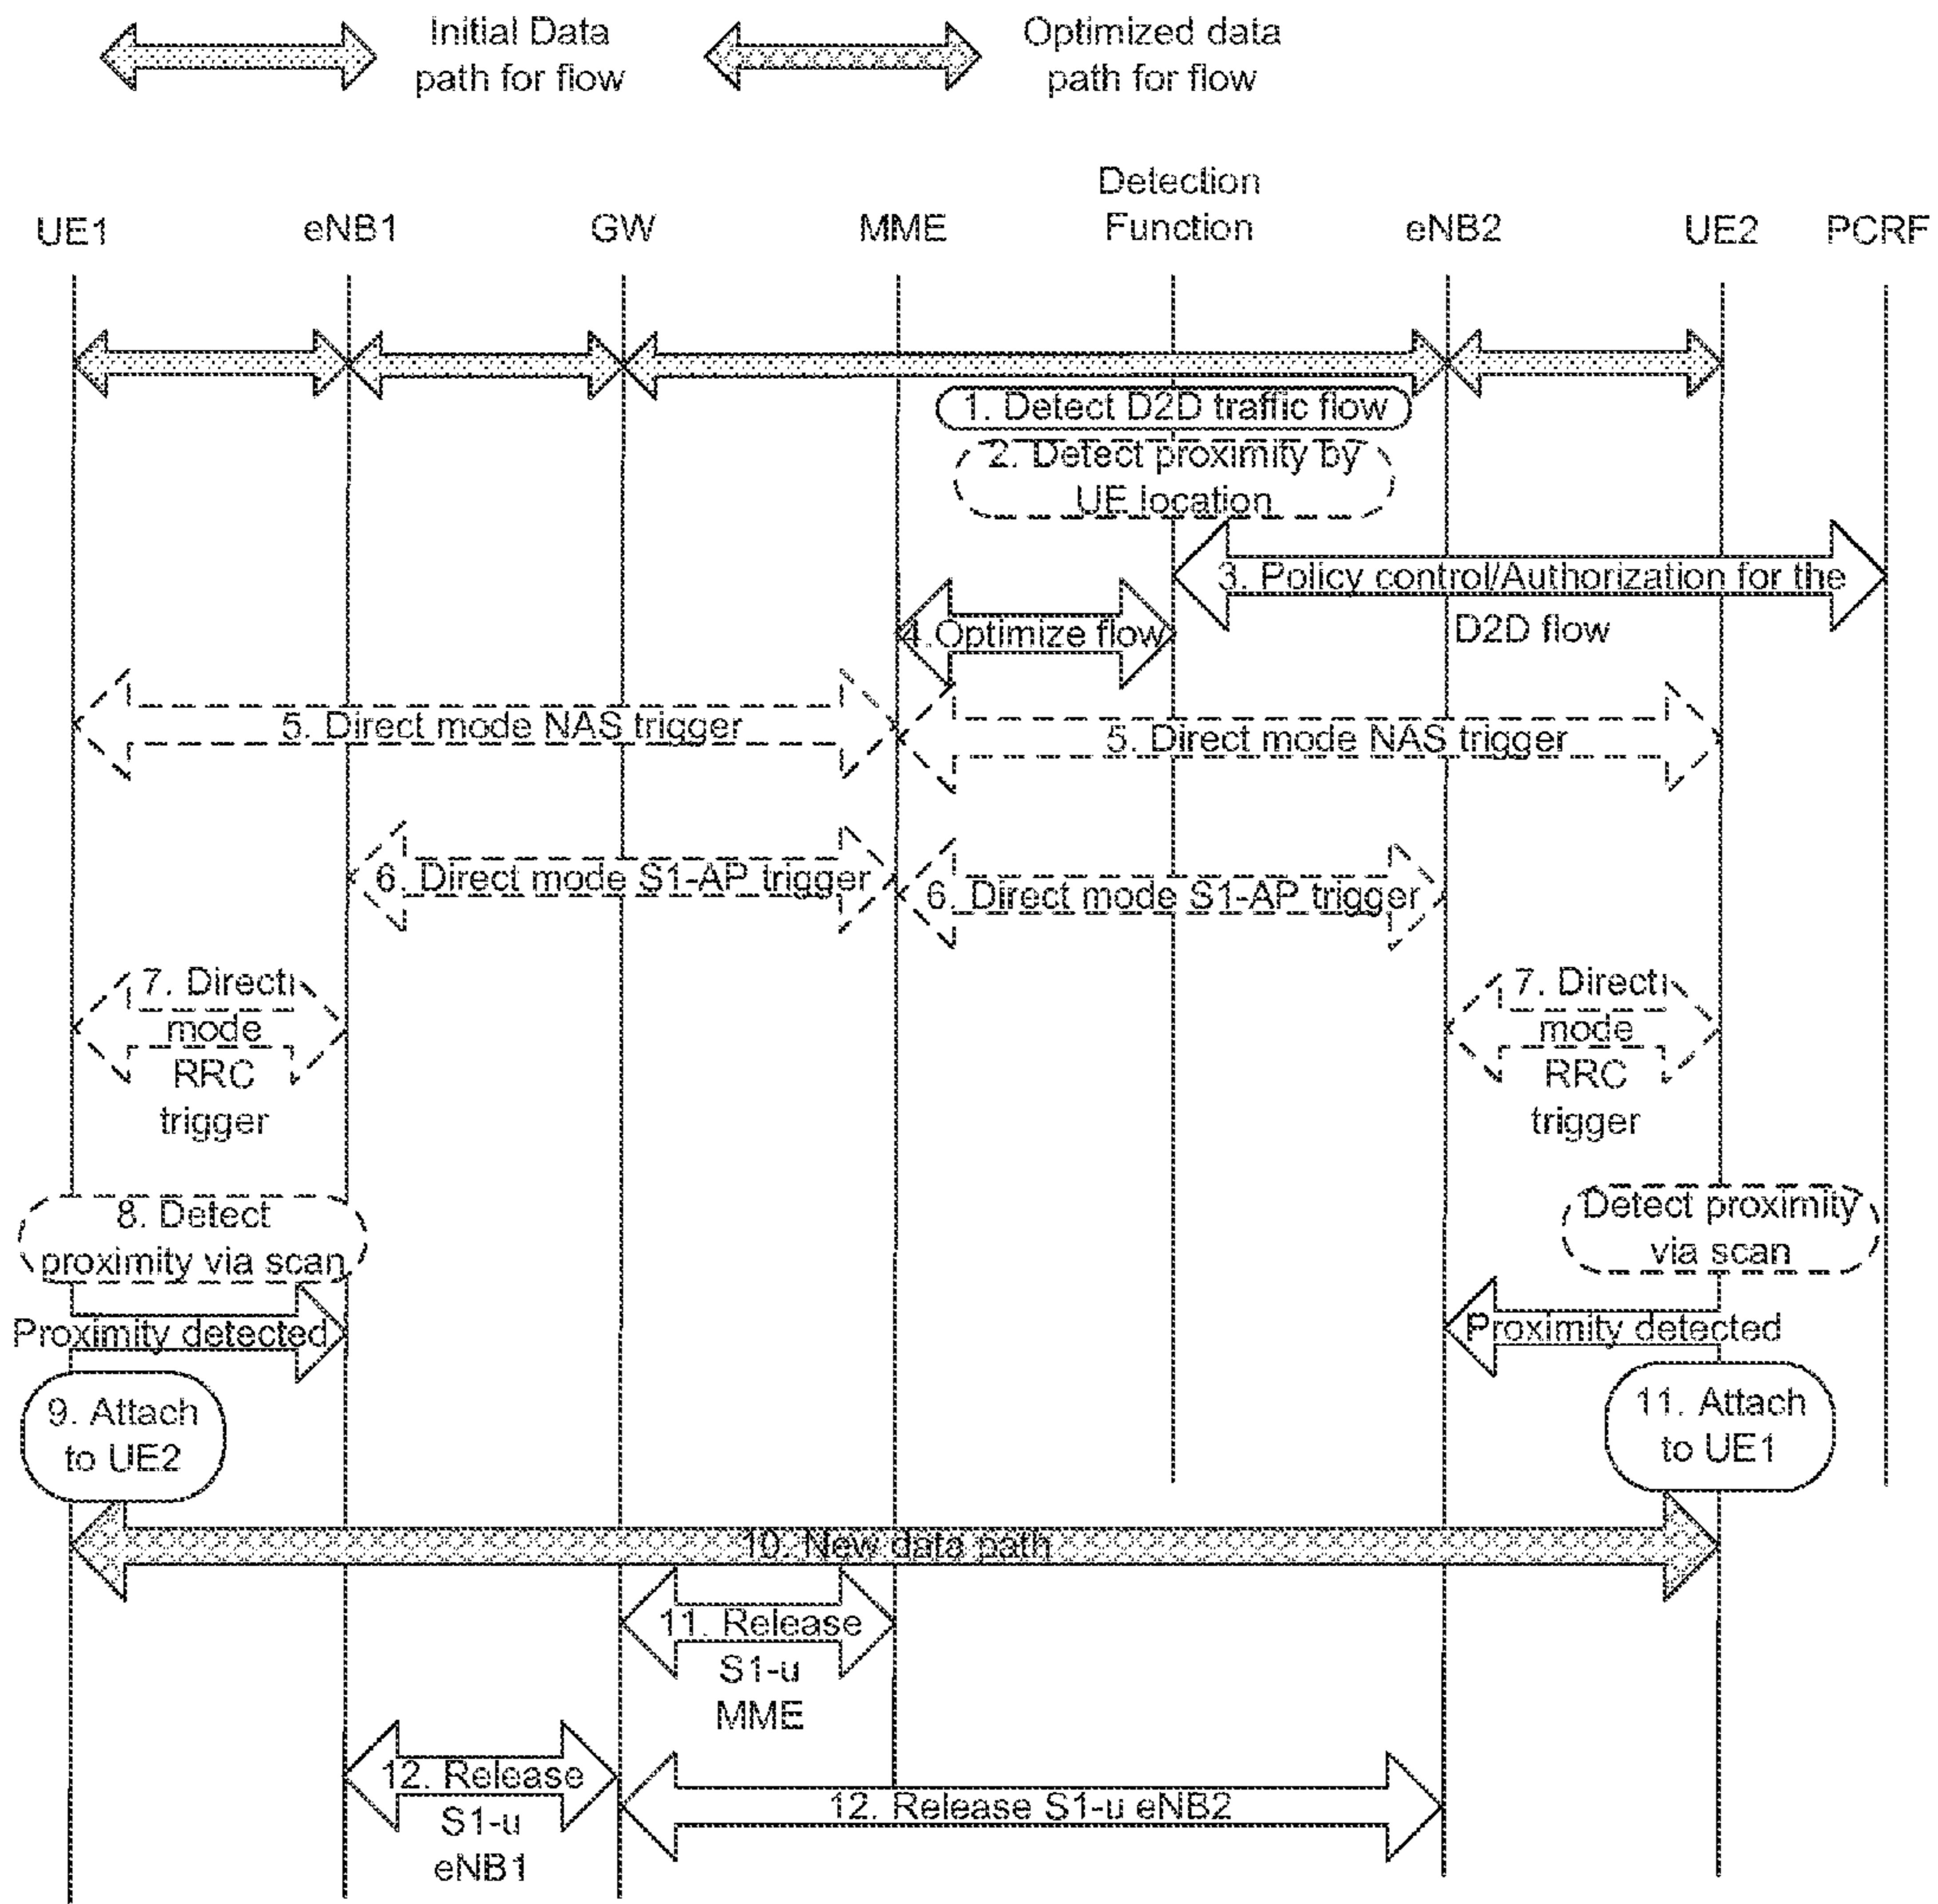 Initial Data
path for flow
Optimized data
path for flow
UE1
eNB1
GW
MME
Detection
Function
eNB2
UE2
PCRF
1. Detect D2D traffic flow
2. Detect proximity by
UE location
3. Policy control/Authorization for the
D2D flow
4.Optimize flow
5. Direct mode NAS trigger
5. Direct mode NAS trigger
6. Direct mode S1-AP trigger
6. Direct mode S1-AP trigger
7. Direct
mode
RRC
trigger
7. Direct
mode
RRC
trigger
8. Detect
proximity via scan
Detect proximity
via scan
Proximity detected
Proximity detected
9. Attach
to UE2
11. Attach
to UE1
10. New data path
11. Release
S1-u
MME
12. Release
S1-u
eNB1
12. Release S1-u eNB2